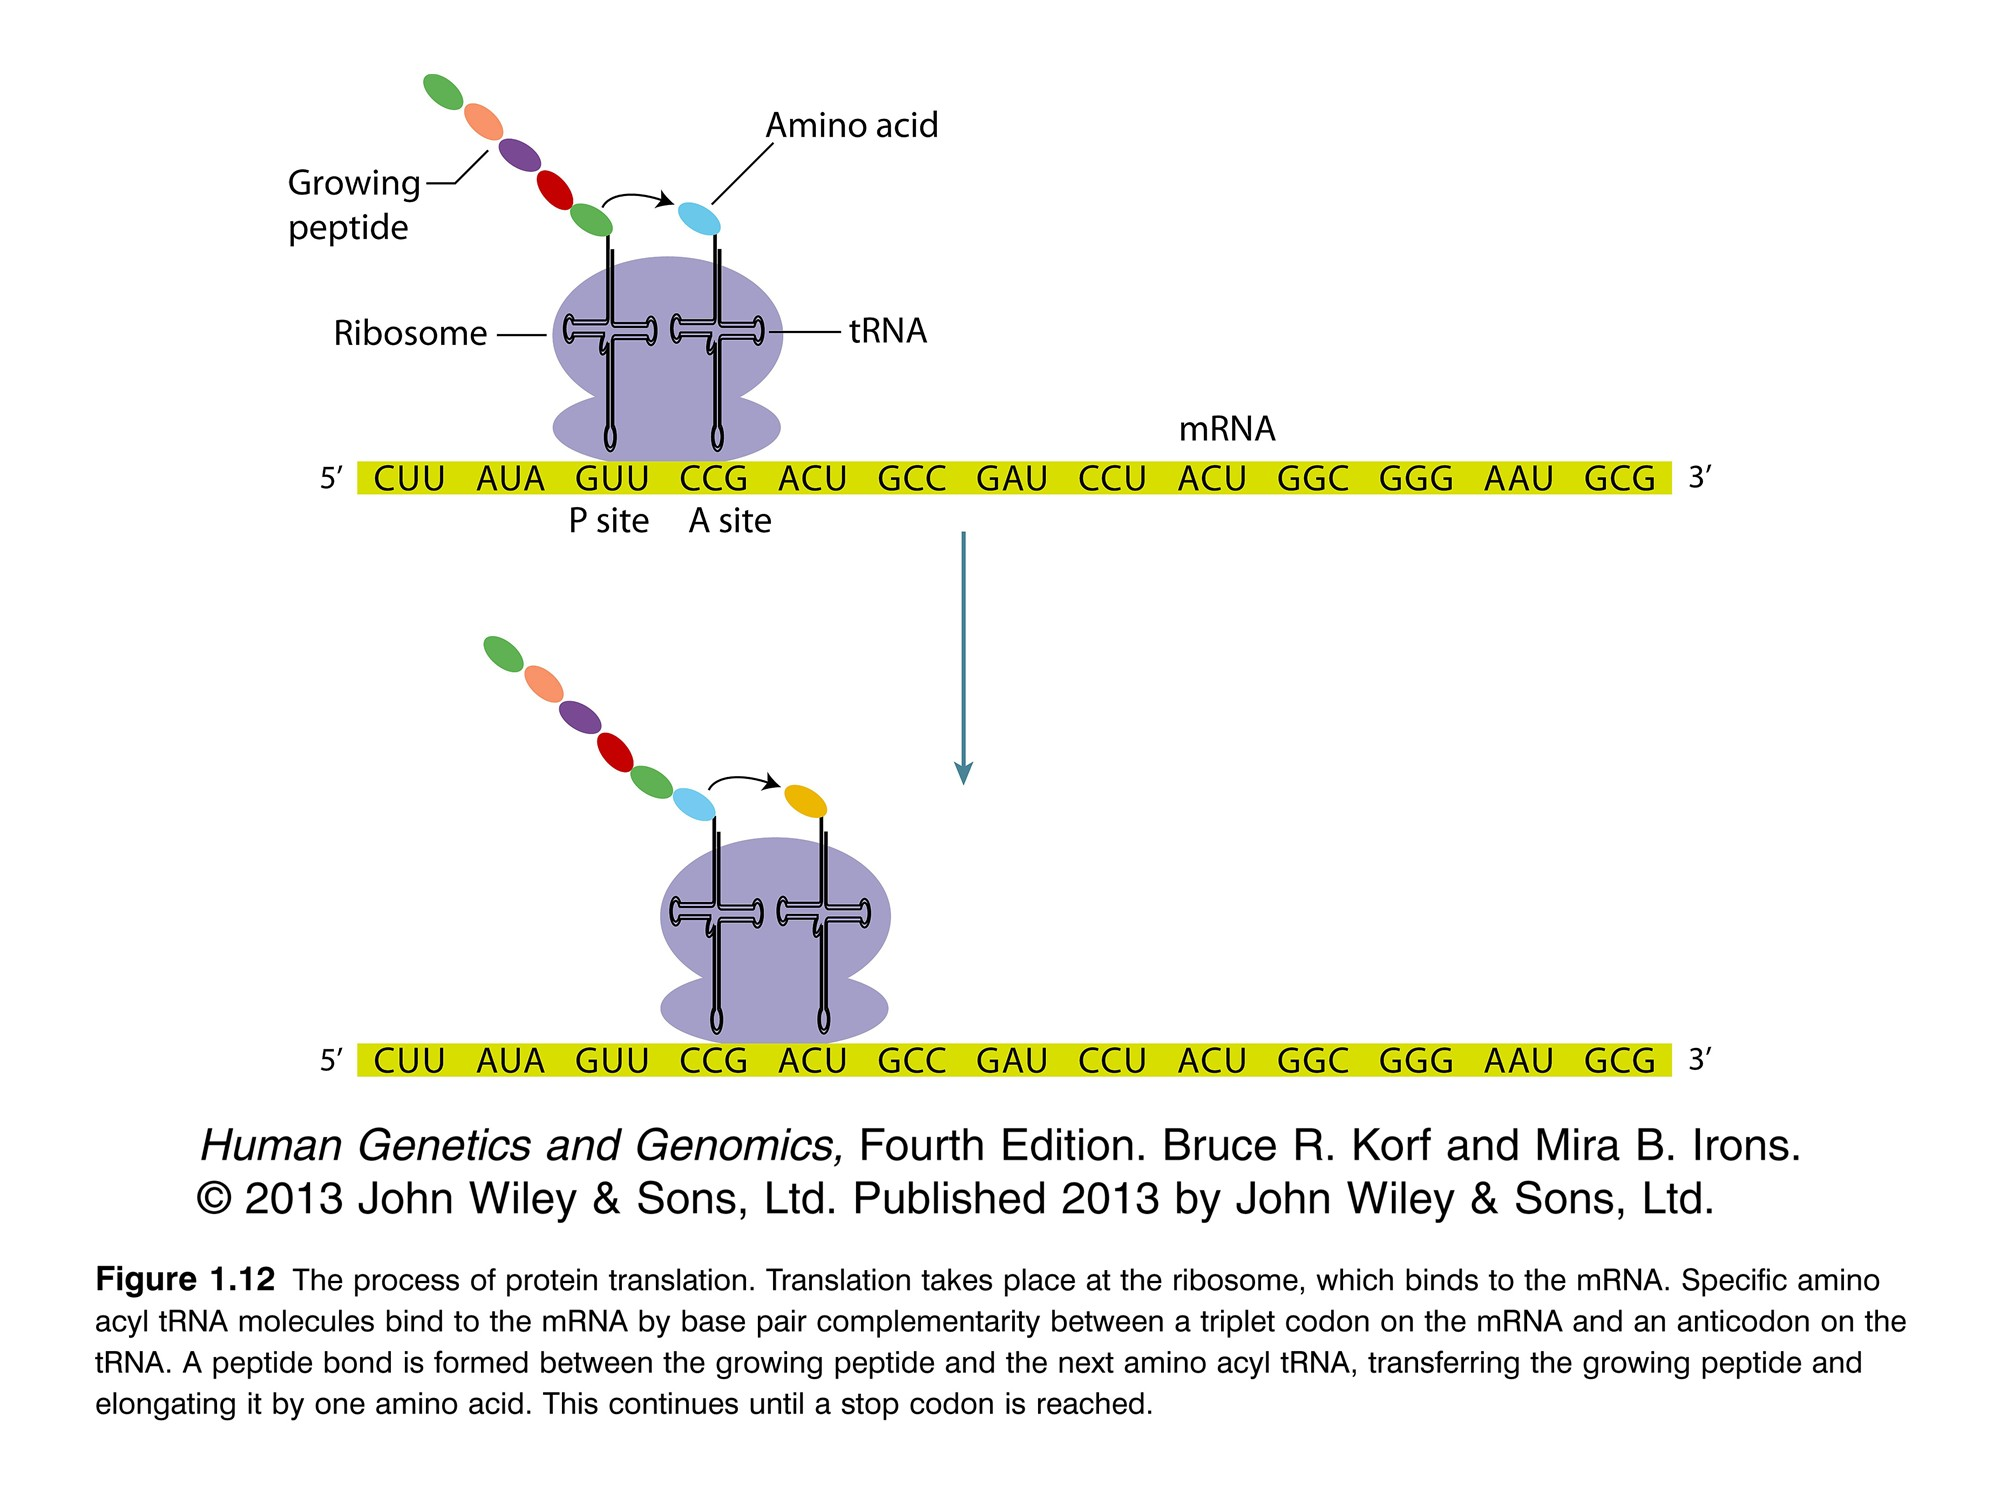 Amino acid
Growing
peptide
Ribosome
tRNA
mRNA
5′ CUU AUA GUU CCG ACU GCC GAU CCU ACU GGC GGG AAU GCG 3′
P site A site
5′ CUU AUA GUU CCG ACU GCC GAU CCU ACU GGC GGG AAU GCG 3′
Human Genetics and Genomics, Fourth Edition. Bruce R. Korf and Mira B. Irons.
© 2013 John Wiley & Sons, Ltd. Published 2013 by John Wiley & Sons, Ltd.
Figure 1.12 The process of protein translation. Translation takes place at the ribosome, which binds to the mRNA. Specific amino
acyl tRNA molecules bind to the mRNA by base pair complementarity between a triplet codon on the mRNA and an anticodon on the
tRNA. A peptide bond is formed between the growing peptide and the next amino acyl tRNA, transferring the growing peptide and
elongating it by one amino acid. This continues until a stop codon is reached.